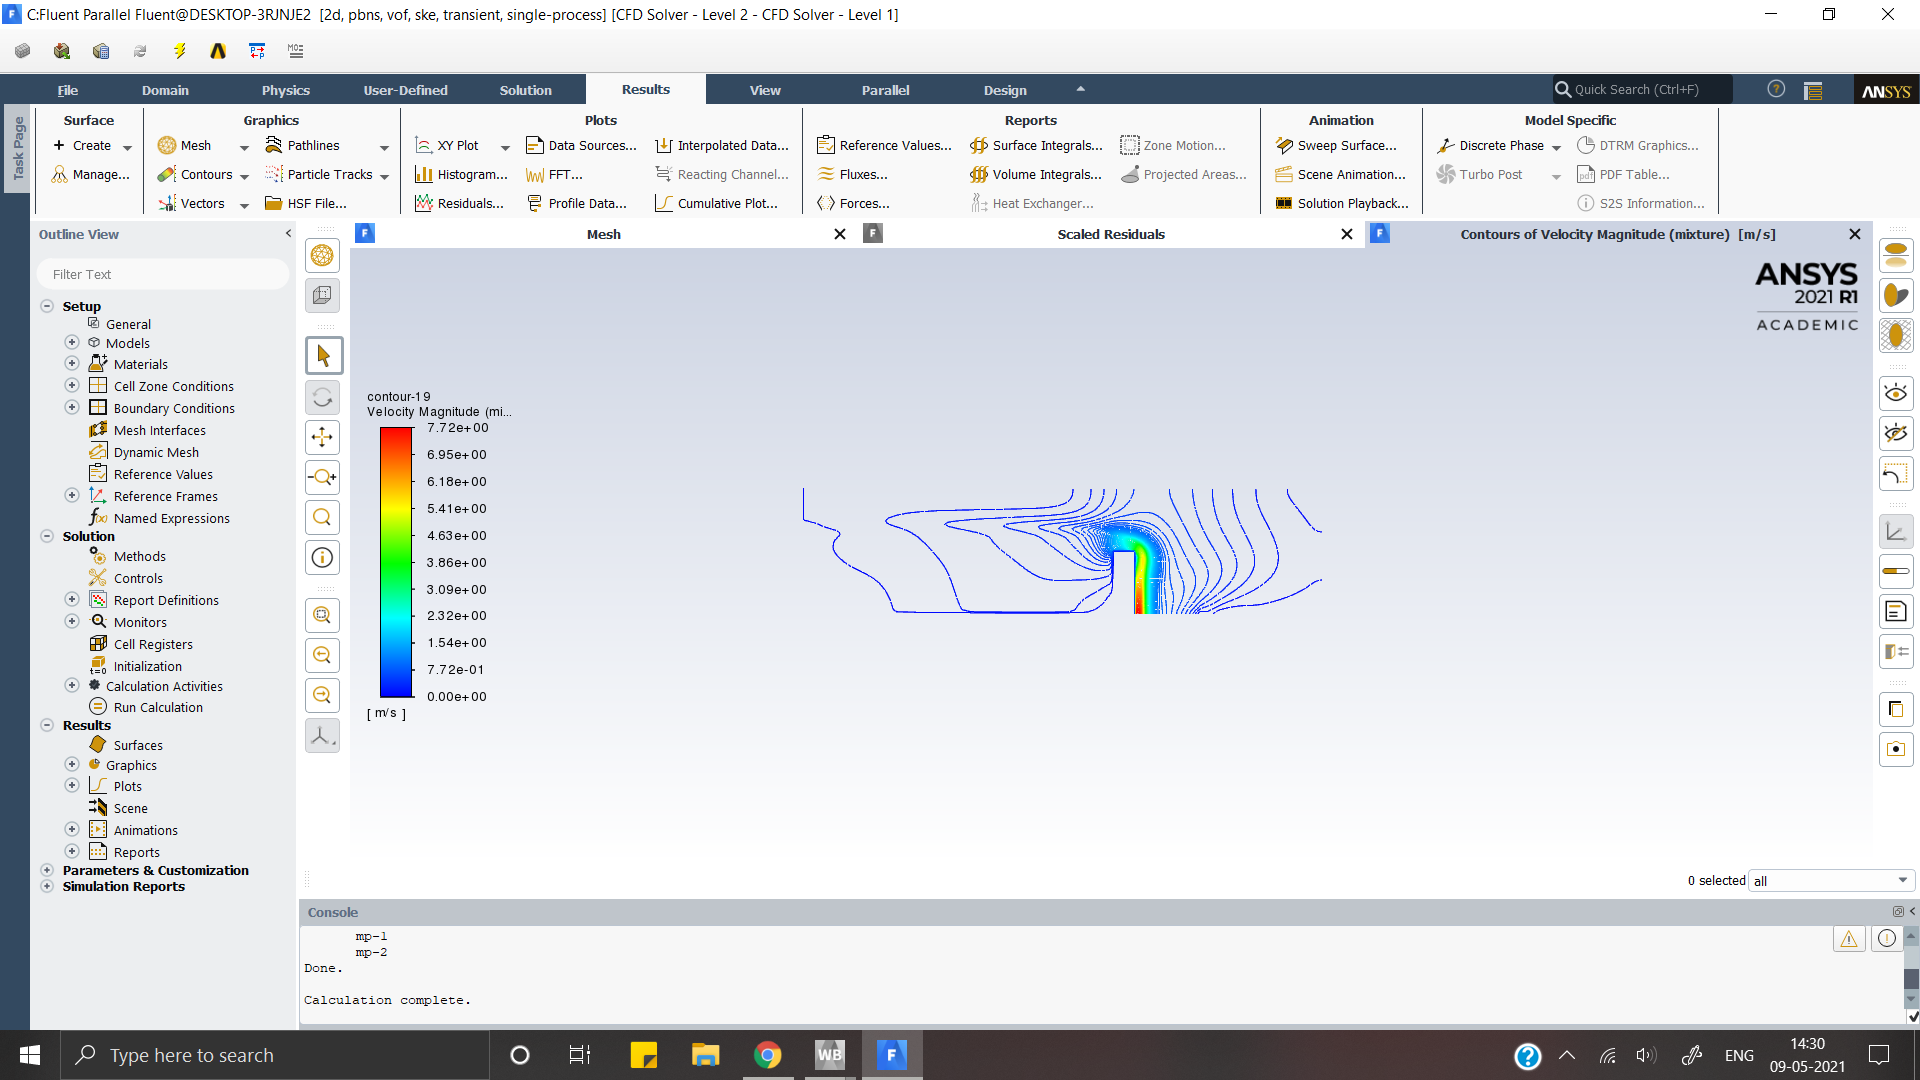 C:Fluent Parallel Fluent@DESKTOP-3RJNJE2 [2d, pbns, vof, ske, transient, single-process] [CFD Solver - Level 2 - CFD Solver - Level 1]
File Domain Physics User-Defined Solution Results View Parallel Design Quick Search (Ctrl+F) ANSYS
Task Page
Surface Graphics Plots Reports Animation Model Specific
Create Mesh Pathlines XY Plot Data Sources... Interpolated Data... Reference Values... Surface Integrals... Zone Motion... Sweep Surface... Discrete Phase DTRM Graphics...
Manage... Contours Particle Tracks Histogram... FFT... Reacting Channel... Fluxes... Volume Integrals... Projected Areas... Scene Animation... Turbo Post PDF Table...
Vectors HSF File... Residuals... Profile Data... Cumulative Plot... Forces... Heat Exchanger... Solution Playback... S2S Information...
Outline View
Filter Text
Setup
General
Models
Materials
Cell Zone Conditions
Boundary Conditions
Mesh Interfaces
Dynamic Mesh
Reference Values
Reference Frames
Named Expressions
Solution
Methods
Controls
Report Definitions
Monitors
Cell Registers
Initialization
Calculation Activities
Run Calculation
Results
Surfaces
Graphics
Plots
Scene
Animations
Reports
Parameters & Customization
Simulation Reports
Mesh Scaled Residuals Contours of Velocity Magnitude (mixture) [m/s]
ANSYS
2021 R1
ACADEMIC
contour-19
Velocity Magnitude (mi...
7.72e+00
6.95e+00
6.18e+00
5.41e+00
4.63e+00
3.86e+00
3.09e+00
2.32e+00
1.54e+00
7.72e-01
0.00e+00
[ m/s ]
0 selected all
Console
mp-1
mp-2
Done.
Calculation complete.
Type here to search
WB
ENG
14:30
09-05-2021